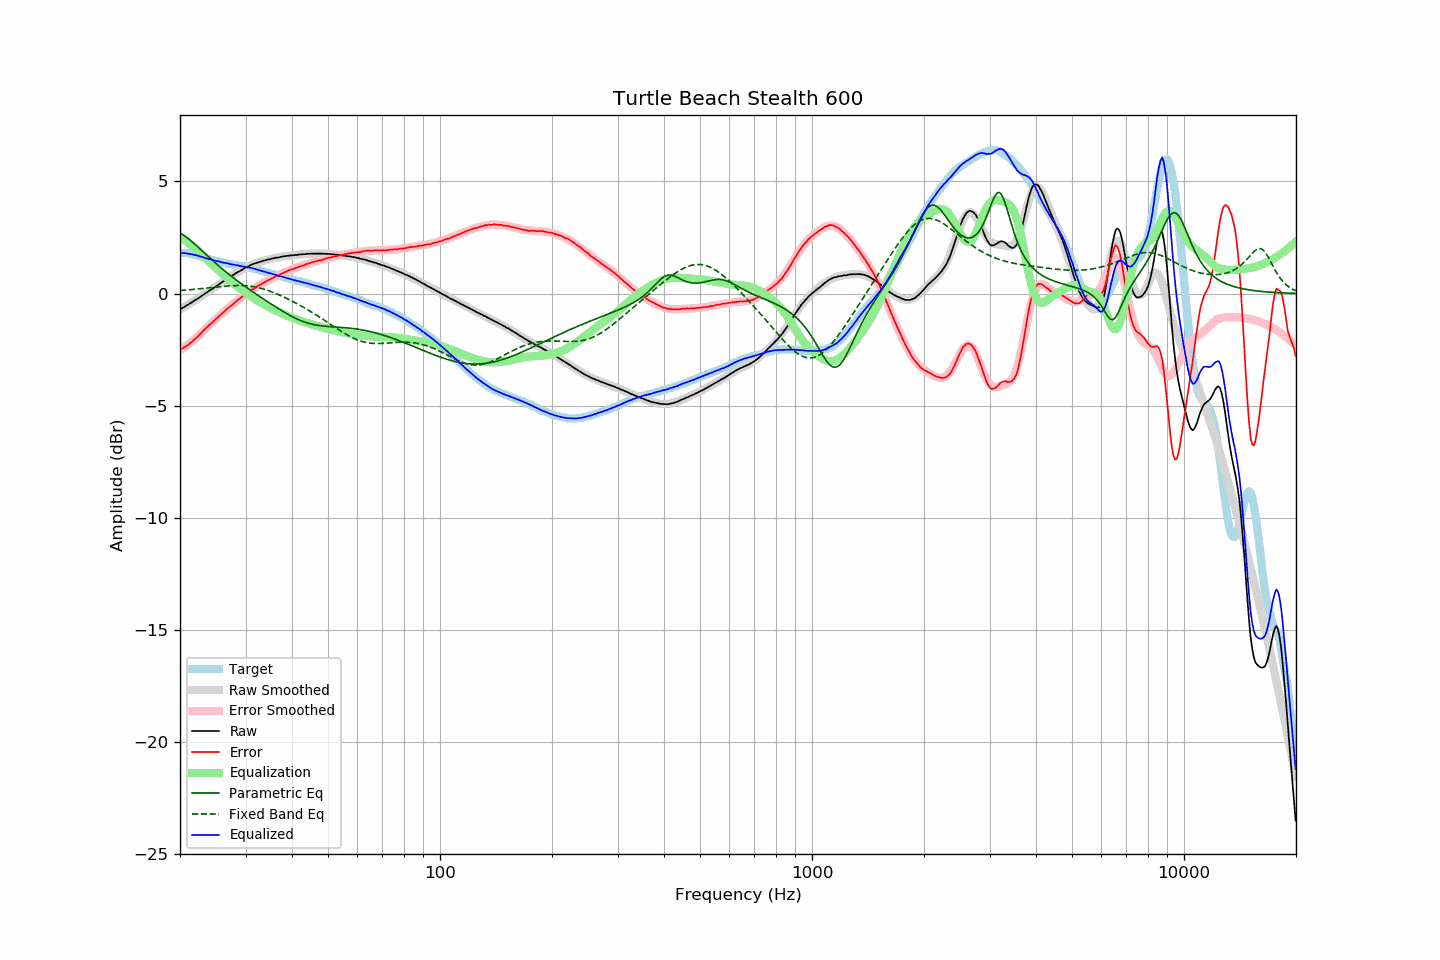 Turtle Beach Stealth 600
5
0
−5
−10
−15
−20
−25
Amplitude (dBr)
Target
Raw Smoothed
Error Smoothed
Raw
Error
Equalization
Parametric Eq
Fixed Band Eq
Equalized
100
1000
10000
Frequency (Hz)